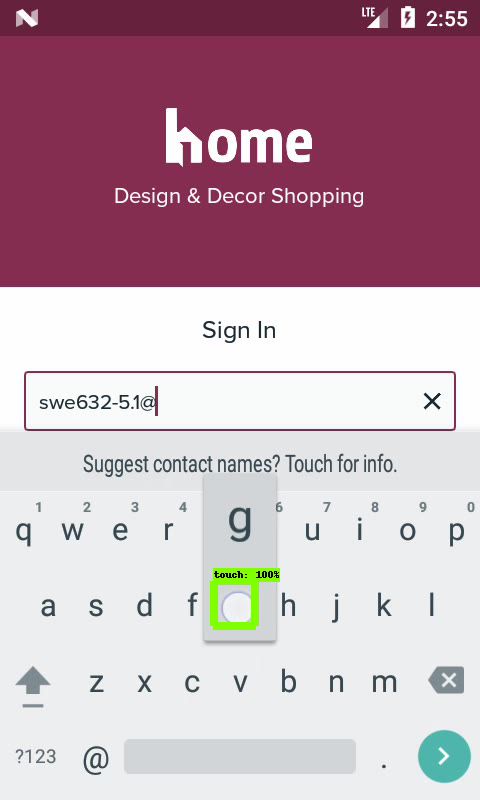 LTE 2:55
home
Design & Decor Shopping
Sign In
swe632-5.1@
Suggest contact names? Touch for info.
g
1 2 3 4 6 7 8 9 0
q w e r u i o p
touch: 100%
a s d f h j k l
z x c v b n m
?123 @ .